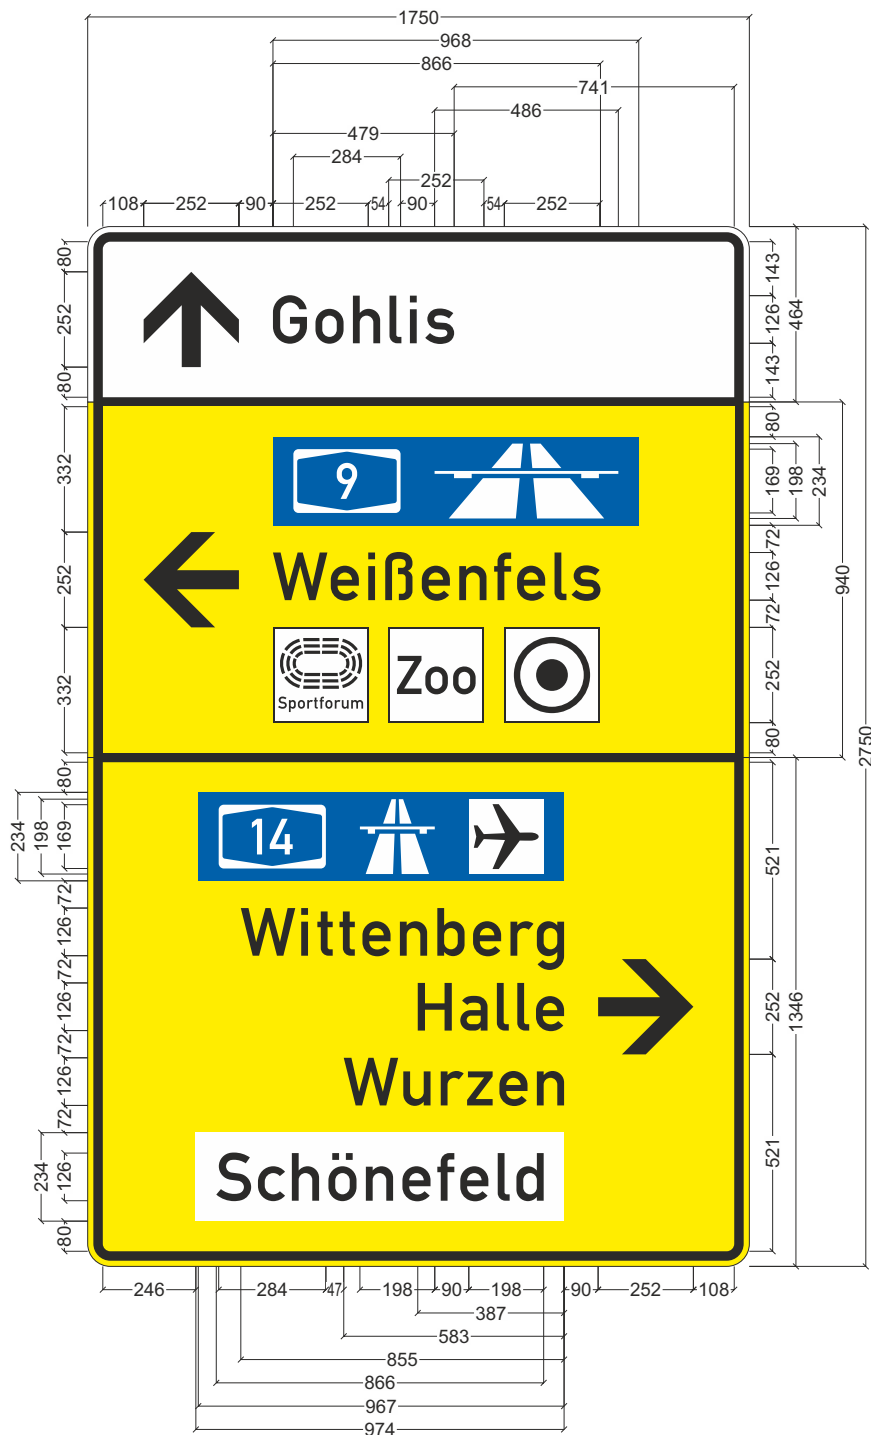 1750
968
866
741
486
479
284
252
108 252 90 252 54 90 54 252
80 252 80
143 126 143
464
Gohlis
332 252 332
80 169 198 234 72 126 72 252 80
940
2750
9
Weißenfels
Sportforum
Zoo
80 234 198 169 72 126 72 126 72 126 72 234 126 80
521 252 521
1346
14
Wittenberg
Halle
Wurzen
Schönefeld
246 284 47 198 90 198 90 252 108
387
583
855
866
967
974